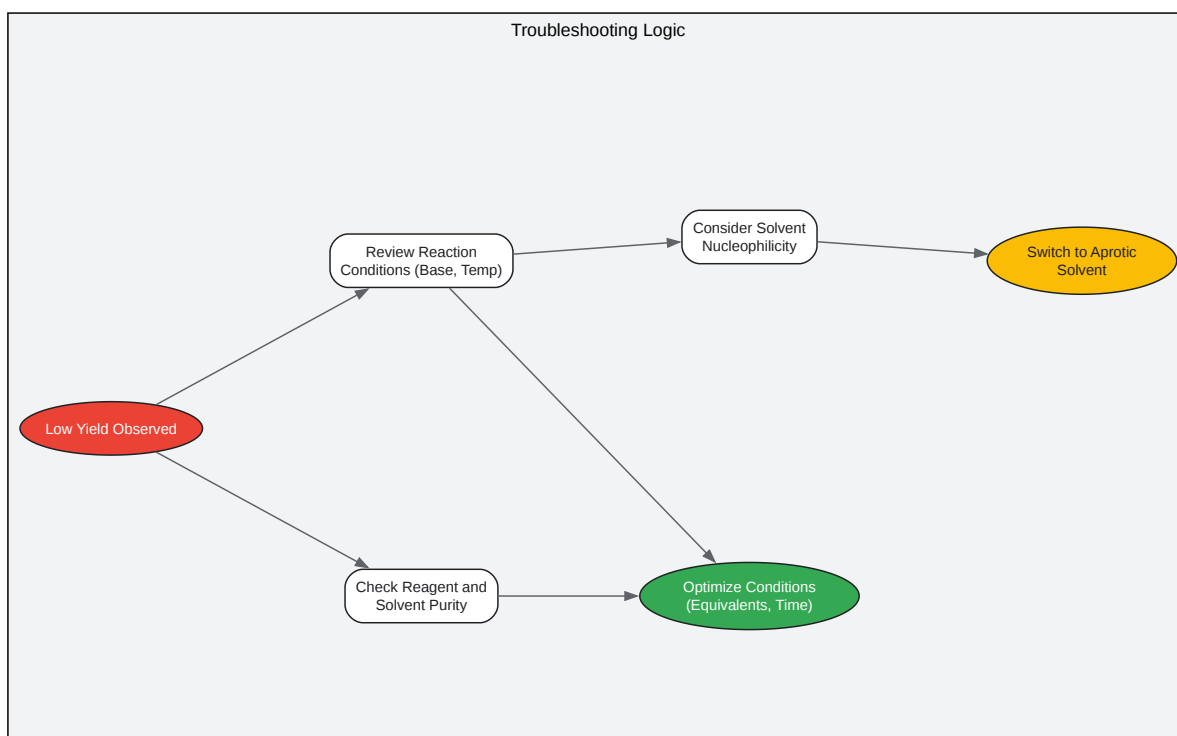 Troubleshooting Logic
Low Yield Observed
Review Reaction
Conditions (Base, Temp)
Check Reagent and
Solvent Purity
Consider Solvent
Nucleophilicity
Optimize Conditions
(Equivalents, Time)
Switch to Aprotic
Solvent